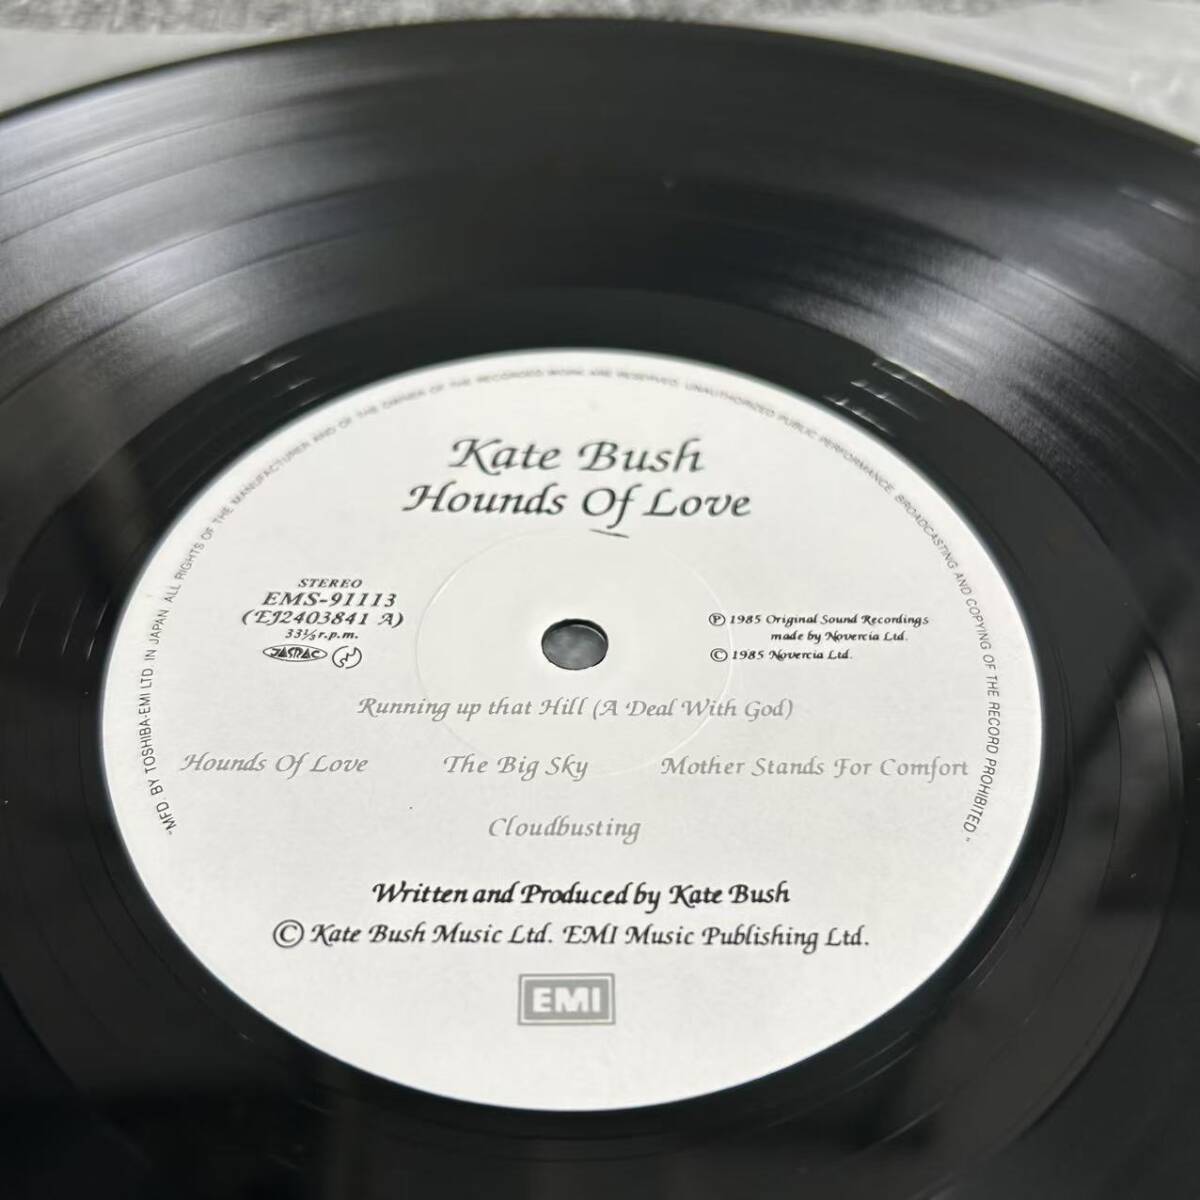 "MFD. BY TOSHIBA-EMI LTD. IN JAPAN ALL RIGHTS OF THE MANUFACTURER AND OF THE OWNER OF THE RECORDED WORK ARE RESERVED. UNAUTHORIZED PUBLIC PERFORMANCE, BROADCASTING AND COPYING OF THE RECORD PROHIBITED."
Kate Bush
Hounds Of Love
STEREO
EMS-91113
(EJ2403841 A)
33⅓r.p.m.
JASRAC
Ⓟ 1985 Original Sound Recordings
made by Novercia Ltd.
© 1985 Novercia Ltd.
Running up that Hill (A Deal With God)
Hounds Of Love The Big Sky Mother Stands For Comfort
Cloudbusting
Written and Produced by Kate Bush
© Kate Bush Music Ltd. EMI Music Publishing Ltd.
EMI